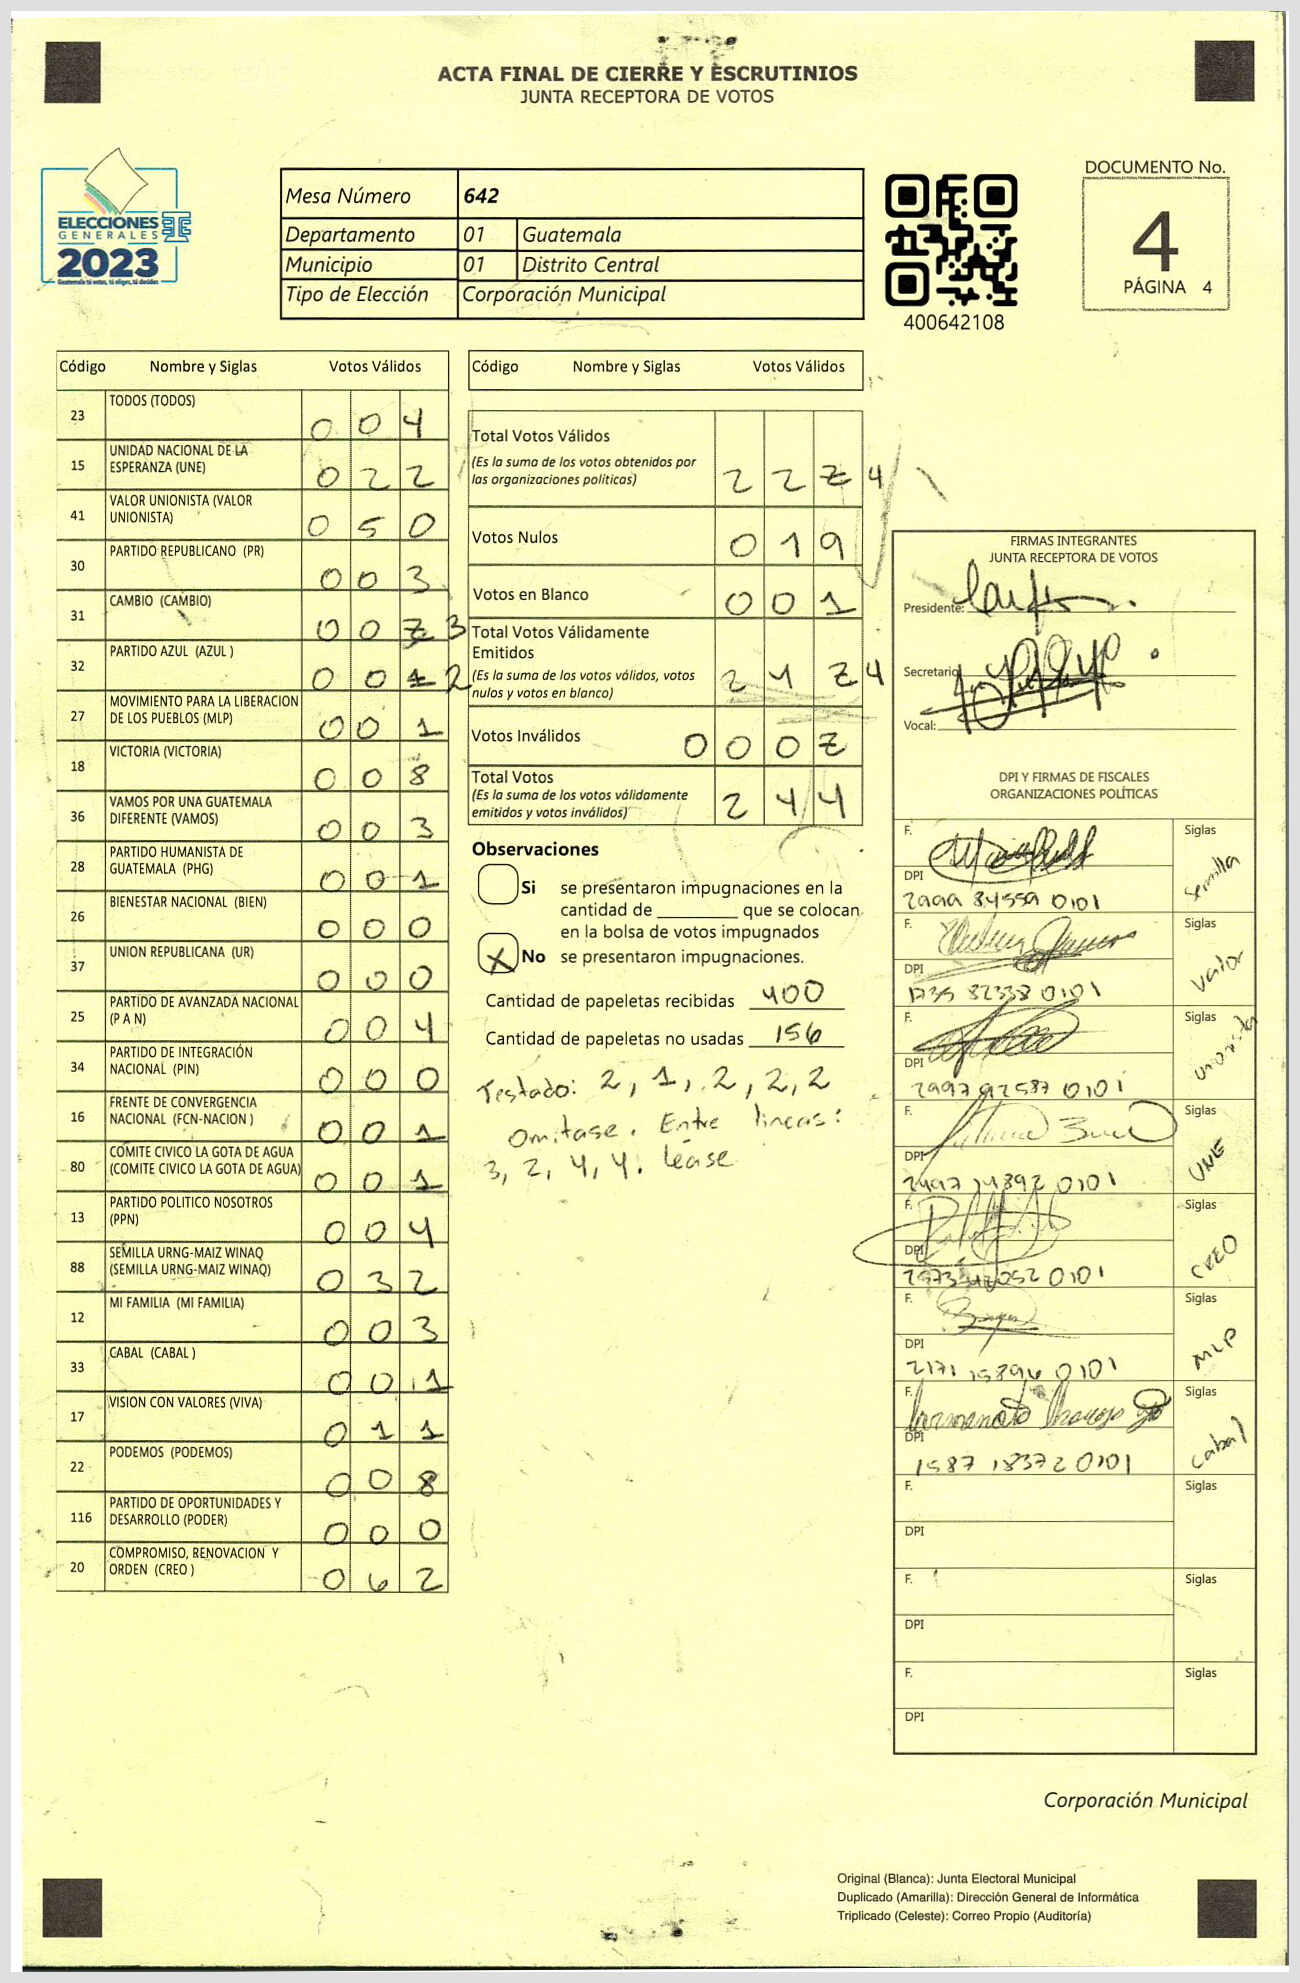 ACTA FINAL DE CIERRE Y ESCRUTINIOS
JUNTA RECEPTORA DE VOTOS
ELECCIONES
GENERALES
2023
Guatemala tú votas, tú eliges, tú decides
Mesa Número 642
Departamento 01 Guatemala
Municipio 01 Distrito Central
Tipo de Elección Corporación Municipal
400642108
DOCUMENTO No.
4
PÁGINA 4
Código Nombre y Siglas Votos Válidos
23 TODOS (TODOS) 0 0 4
15 UNIDAD NACIONAL DE LA ESPERANZA (UNE) 0 2 2
41 VALOR UNIONISTA (VALOR UNIONISTA) 0 5 0
30 PARTIDO REPUBLICANO (PR) 0 0 3
31 CAMBIO (CAMBIO) 0 0 2 3
32 PARTIDO AZUL (AZUL ) 0 0 1 2
27 MOVIMIENTO PARA LA LIBERACION DE LOS PUEBLOS (MLP) 0 0 1
18 VICTORIA (VICTORIA) 0 0 8
36 VAMOS POR UNA GUATEMALA DIFERENTE (VAMOS) 0 0 3
28 PARTIDO HUMANISTA DE GUATEMALA (PHG) 0 0 1
26 BIENESTAR NACIONAL (BIEN) 0 0 0
37 UNION REPUBLICANA (UR) 0 0 0
25 PARTIDO DE AVANZADA NACIONAL (P A N) 0 0 4
34 PARTIDO DE INTEGRACIÓN NACIONAL (PIN) 0 0 0
16 FRENTE DE CONVERGENCIA NACIONAL (FCN-NACION ) 0 0 1
80 COMITE CIVICO LA GOTA DE AGUA (COMITE CIVICO LA GOTA DE AGUA) 0 0 1
13 PARTIDO POLITICO NOSOTROS (PPN) 0 0 4
88 SEMILLA URNG-MAIZ WINAQ (SEMILLA URNG-MAIZ WINAQ) 0 3 2
12 MI FAMILIA (MI FAMILIA) 0 0 3
33 CABAL (CABAL ) 0 0 1
17 VISION CON VALORES (VIVA) 0 1 1
22 PODEMOS (PODEMOS) 0 0 8
116 PARTIDO DE OPORTUNIDADES Y DESARROLLO (PODER) 0 0 0
20 COMPROMISO, RENOVACION Y ORDEN (CREO ) 0 6 2
Código Nombre y Siglas Votos Válidos
Total Votos Válidos 2 2 2 4
(Es la suma de los votos obtenidos por
las organizaciones politicas)
Votos Nulos 0 1 9
Votos en Blanco 0 0 1
Total Votos Válidamente
Emitidos 2 4 2 4
(Es la suma de los votos válidos, votos
nulos y votos en blanco)
Votos Inválidos 0 0 0 2
Total Votos 2 4 4
(Es la suma de los votos válidamente
emitidos y votos inválidos)
Observaciones
Si se presentaron impugnaciones en la
cantidad de ________ que se colocan
en la bolsa de votos impugnados
X No se presentaron impugnaciones.
Cantidad de papeletas recibidas 400
Cantidad de papeletas no usadas 156
Testado: 2, 1, 2, 2, 2
Omitase. Entre lineas:
3, 2, 4, 4. Léase
FIRMAS INTEGRANTES
JUNTA RECEPTORA DE VOTOS
Presidente:
Secretario
Vocal:
DPI Y FIRMAS DE FISCALES
ORGANIZACIONES POLÍTICAS
F. Siglas Semilla
DPI
2999 84559 0101
F. Siglas Valor
DPI
1735 82338 0101
F. Siglas Unionista
DPI
2997 92587 0101
F. Siglas UNE
DPI
2997 14892 0101
F. Siglas CREO
DPI
0101
F. Siglas MLP
DPI
2171 15896 0101
F. Siglas Cabal
DPI
1587 18372 0101
F. Siglas
DPI
F. Siglas
DPI
F. Siglas
DPI
Corporación Municipal
Original (Blanca): Junta Electoral Municipal
Duplicado (Amarilla): Dirección General de Informática
Triplicado (Celeste): Correo Propio (Auditoría)